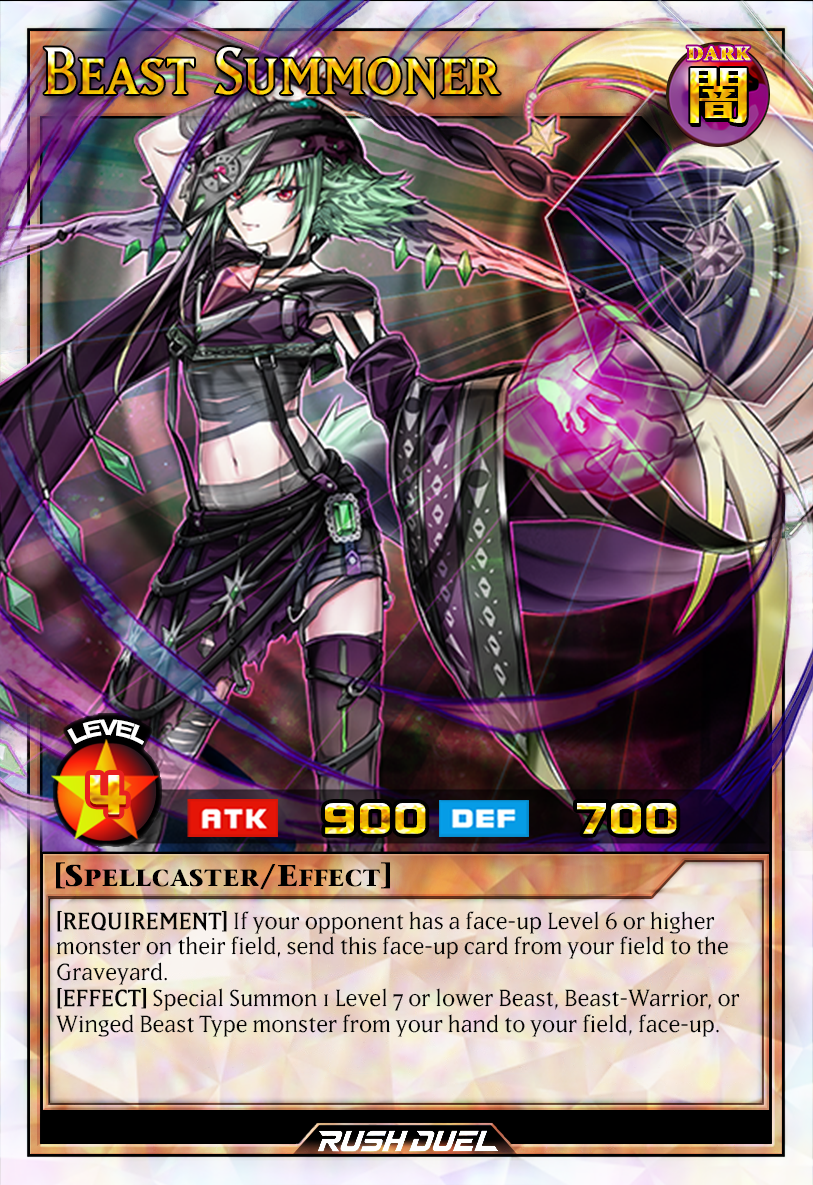 Beast Summoner
DARK
闇
LEVEL
4
ATK 900 DEF 700
[Spellcaster/Effect]
[REQUIREMENT] If your opponent has a face-up Level 6 or higher
monster on their field, send this face-up card from your field to the
Graveyard.
[EFFECT] Special Summon 1 Level 7 or lower Beast, Beast-Warrior, or
Winged Beast Type monster from your hand to your field, face-up.
RUSH DUEL